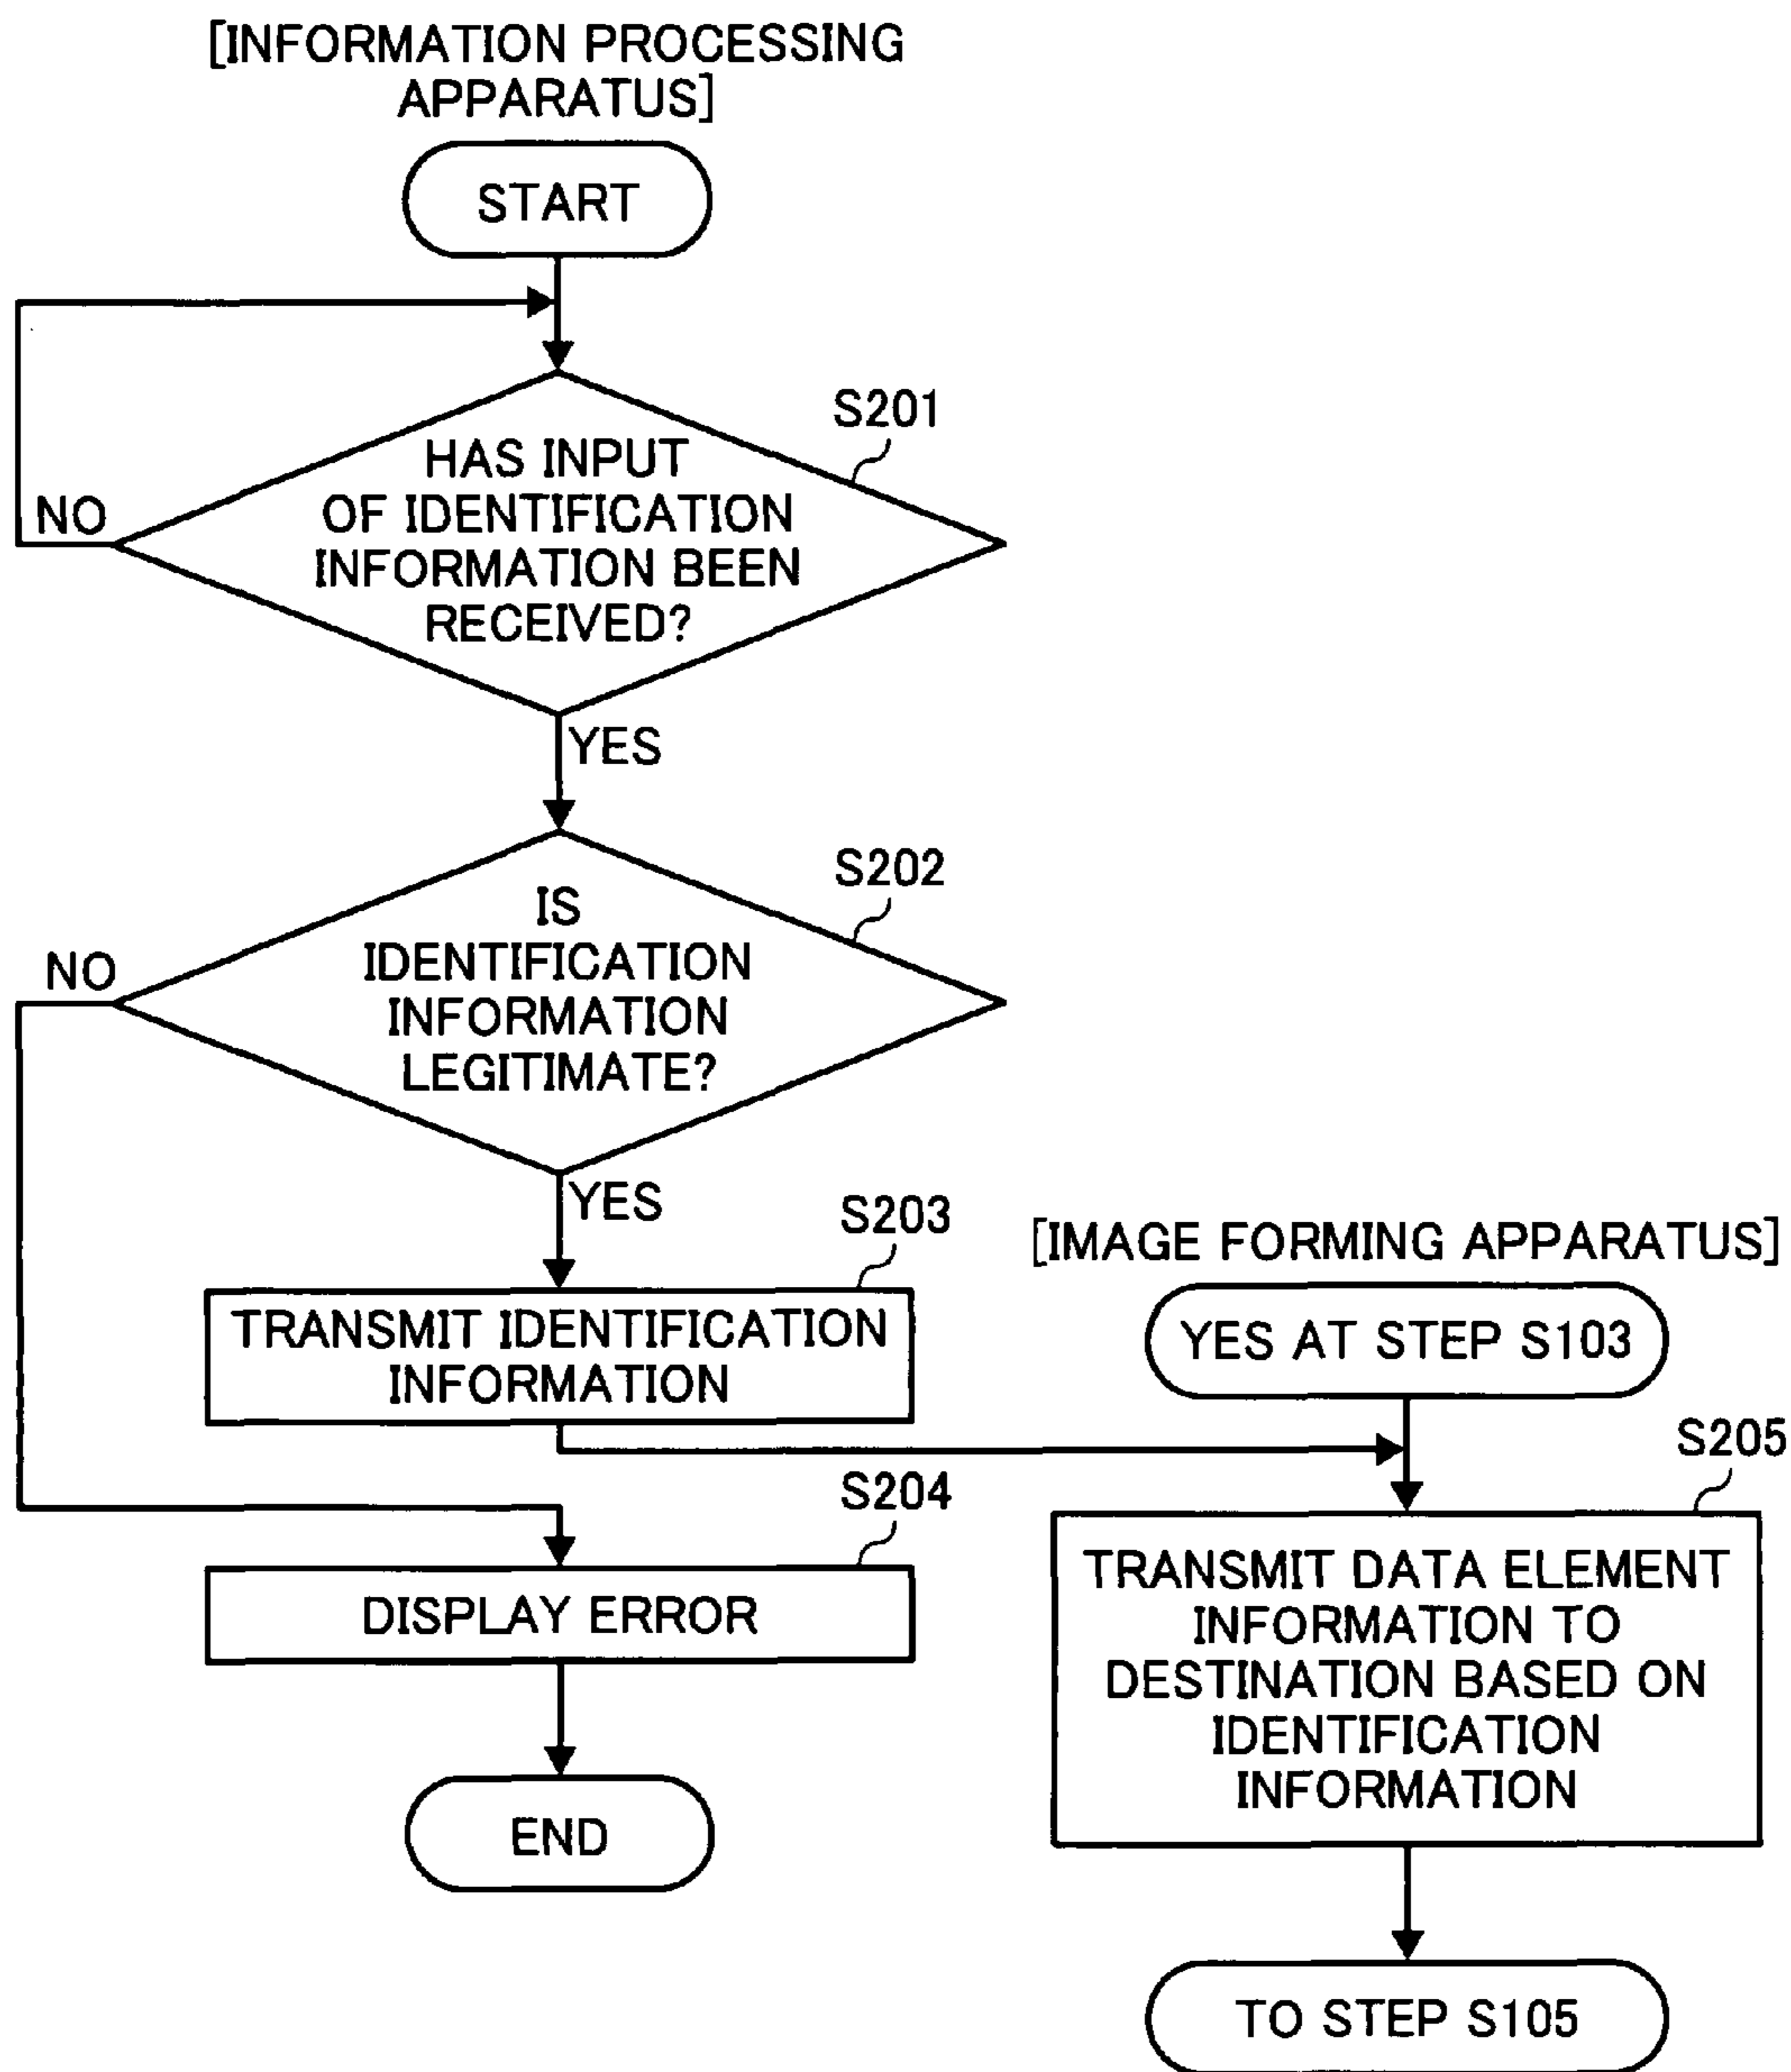 [INFORMATION PROCESSING
APPARATUS]
START
S201
HAS INPUT
OF IDENTIFICATION
INFORMATION BEEN
RECEIVED?
NO
YES
S202
IS
IDENTIFICATION
INFORMATION
LEGITIMATE?
NO
YES
S203
TRANSMIT IDENTIFICATION
INFORMATION
[IMAGE FORMING APPARATUS]
YES AT STEP S103
S204
DISPLAY ERROR
END
S205
TRANSMIT DATA ELEMENT
INFORMATION TO
DESTINATION BASED ON
IDENTIFICATION
INFORMATION
TO STEP S105